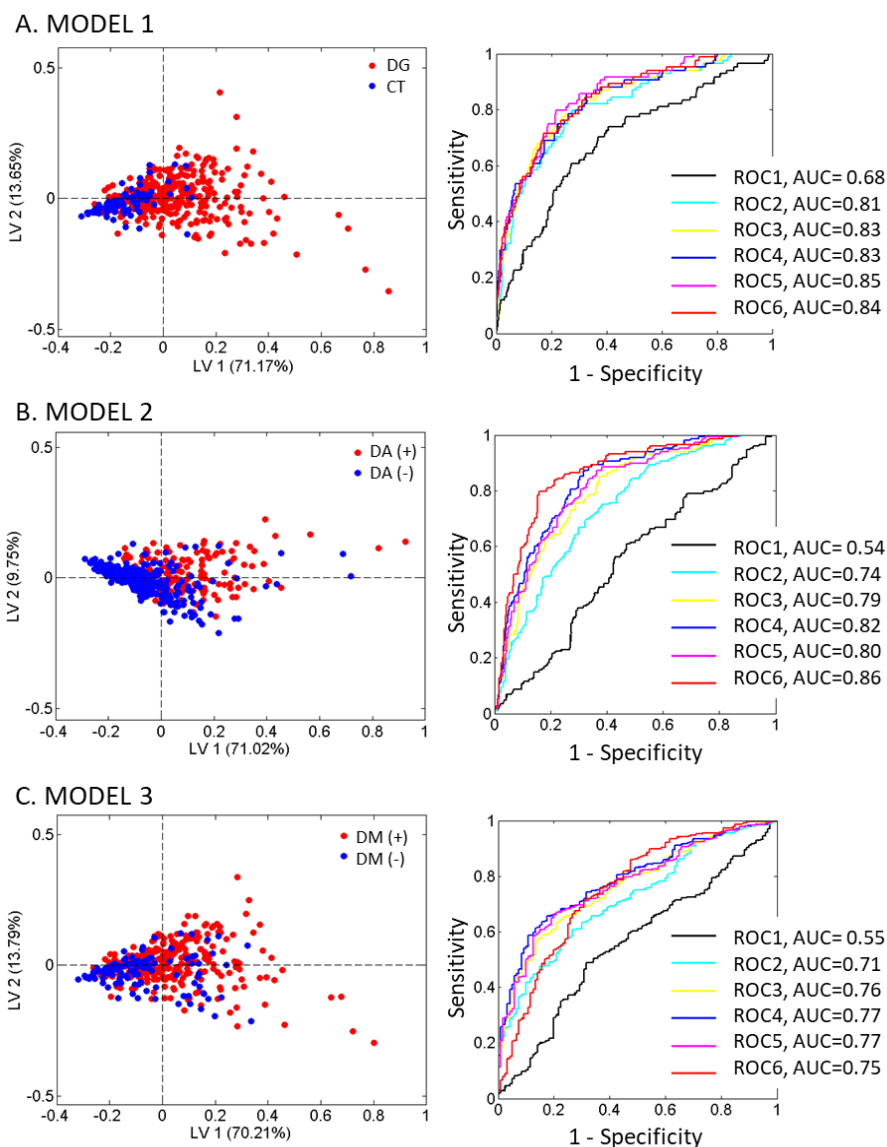 A. MODEL 1
0.5
0
-0.5
-0.4
-0.2
0
0.2
0.4
0.6
0.8
1
LV 2 (13.65%)
LV 1 (71.17%)
DG
CT
1
0.8
0.6
0.4
0.2
0
0
0.2
0.4
0.6
0.8
1
Sensitivity
1 - Specificity
ROC1, AUC= 0.68
ROC2, AUC=0.81
ROC3, AUC=0.83
ROC4, AUC=0.83
ROC5, AUC=0.85
ROC6, AUC=0.84
B. MODEL 2
0.5
0
-0.5
-0.4
-0.2
0
0.2
0.4
0.6
0.8
1
LV 2 (9.75%)
LV 1 (71.02%)
DA (+)
DA (-)
1
0.8
0.6
0.4
0.2
0
0
0.2
0.4
0.6
0.8
1
Sensitivity
1 - Specificity
ROC1, AUC= 0.54
ROC2, AUC=0.74
ROC3, AUC=0.79
ROC4, AUC=0.82
ROC5, AUC=0.80
ROC6, AUC=0.86
C. MODEL 3
0.5
0
-0.5
-0.4
-0.2
0
0.2
0.4
0.6
0.8
1
LV 2 (13.79%)
LV 1 (70.21%)
DM (+)
DM (-)
1
0.8
0.6
0.4
0.2
0
0
0.2
0.4
0.6
0.8
1
Sensitivity
1 - Specificity
ROC1, AUC=0.55
ROC2, AUC=0.71
ROC3, AUC=0.76
ROC4, AUC=0.77
ROC5, AUC=0.77
ROC6, AUC=0.75